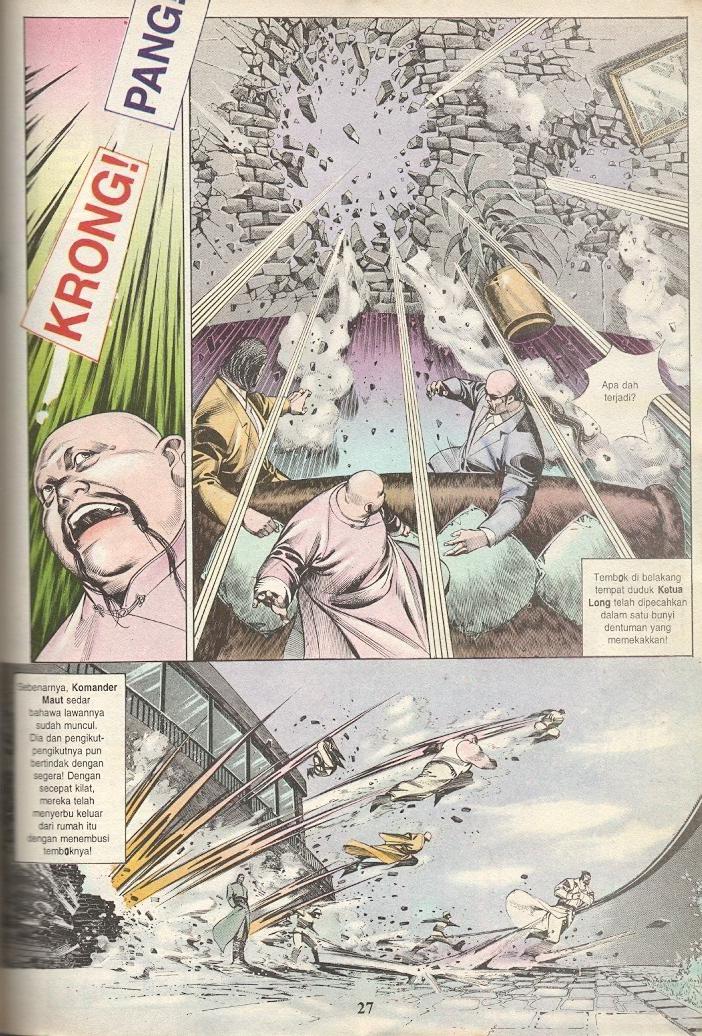 PANG!
KRONG!
Apa dah
terjadi?
Tembok di belakang
tempat duduk Ketua
Long telah dipecahkan
dalam satu bunyi
dentuman yang
memekakkan!
Sebenarnya, Komander
Maut sedar
bahawa lawannya
sudah muncul.
Dia dan pengikut-
pengikutnya pun
bertindak dengan
segera! Dengan
secepat kilat,
mereka telah
menyerbu keluar
dari rumah itu
dengan menembusi
temboknya!
27